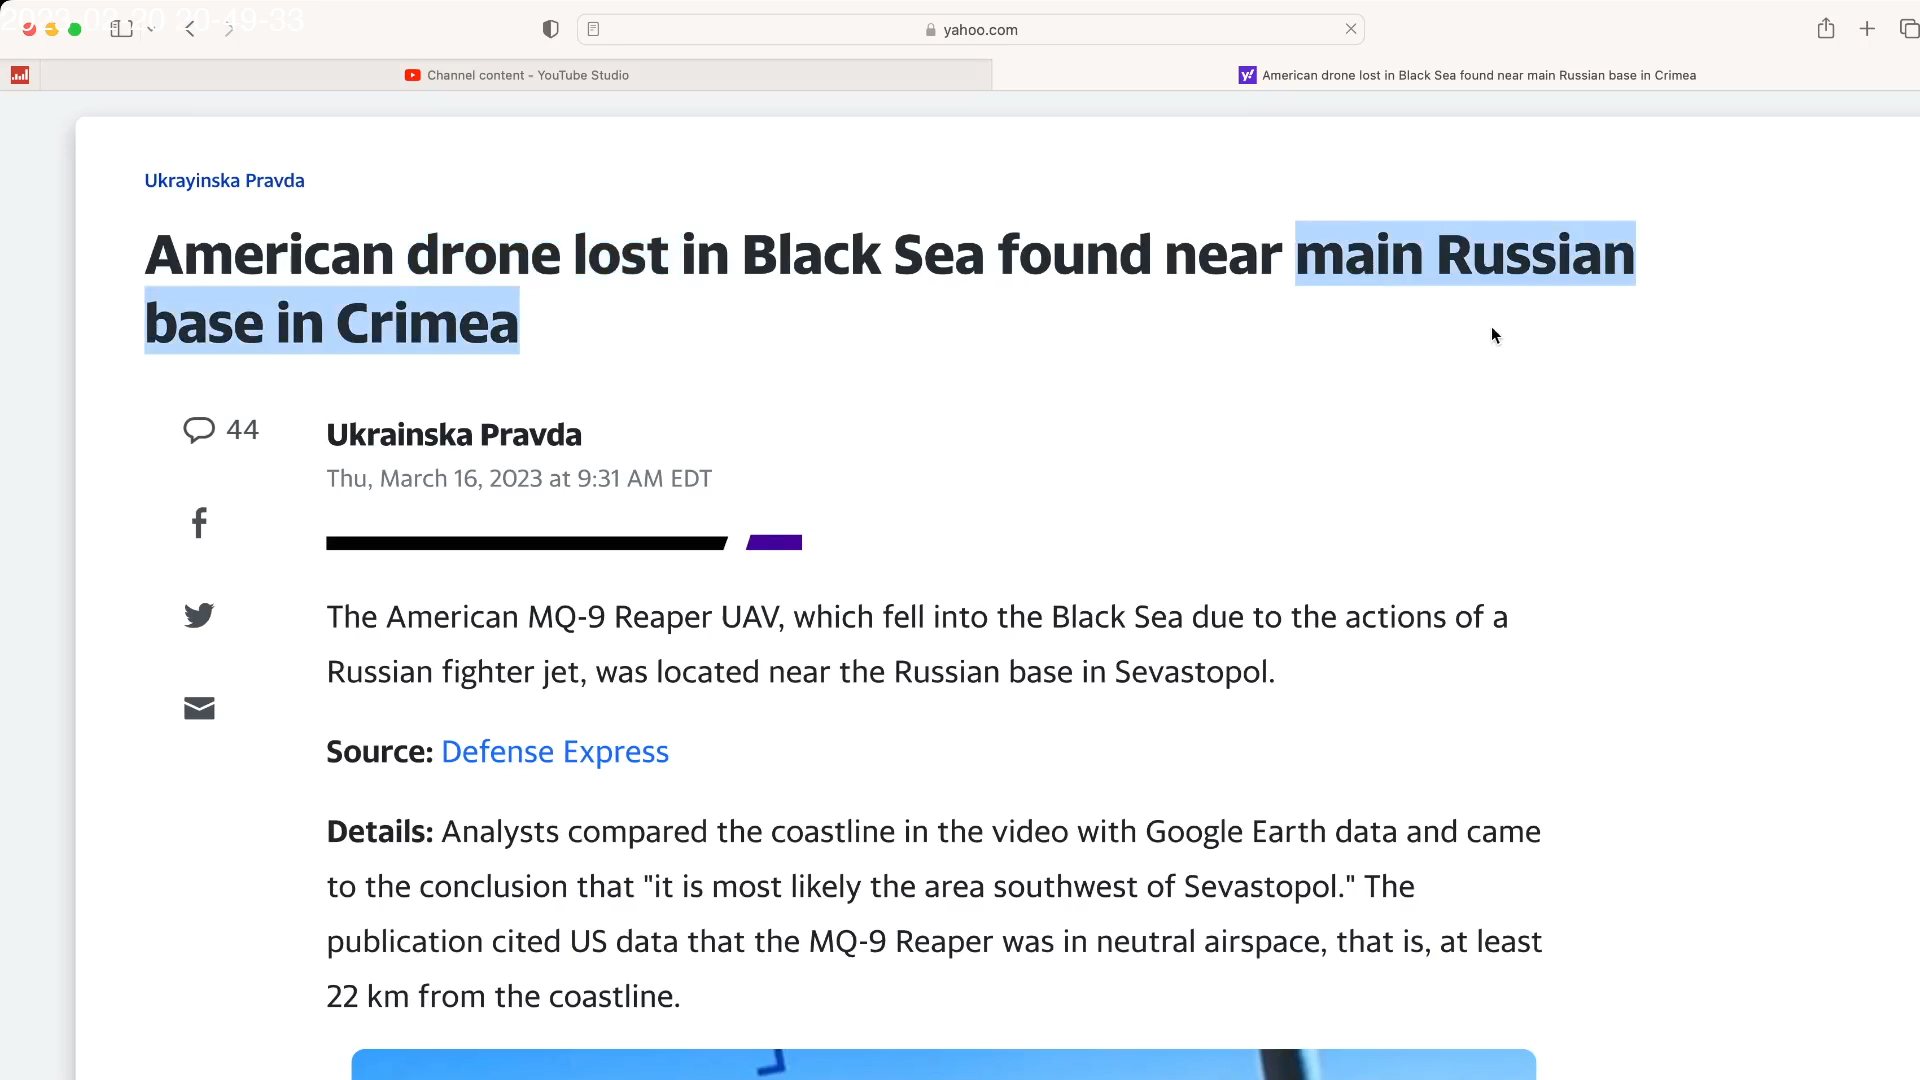 2023-02-20 20-49-33
yahoo.com
Channel content - YouTube Studio
American drone lost in Black Sea found near main Russian base in Crimea
Ukrayinska Pravda
American drone lost in Black Sea found near main Russian
base in Crimea
44
Ukrainska Pravda
Thu, March 16, 2023 at 9:31 AM EDT
The American MQ-9 Reaper UAV, which fell into the Black Sea due to the actions of a
Russian fighter jet, was located near the Russian base in Sevastopol.
Source: Defense Express
Details: Analysts compared the coastline in the video with Google Earth data and came
to the conclusion that "it is most likely the area southwest of Sevastopol." The
publication cited US data that the MQ-9 Reaper was in neutral airspace, that is, at least
22 km from the coastline.